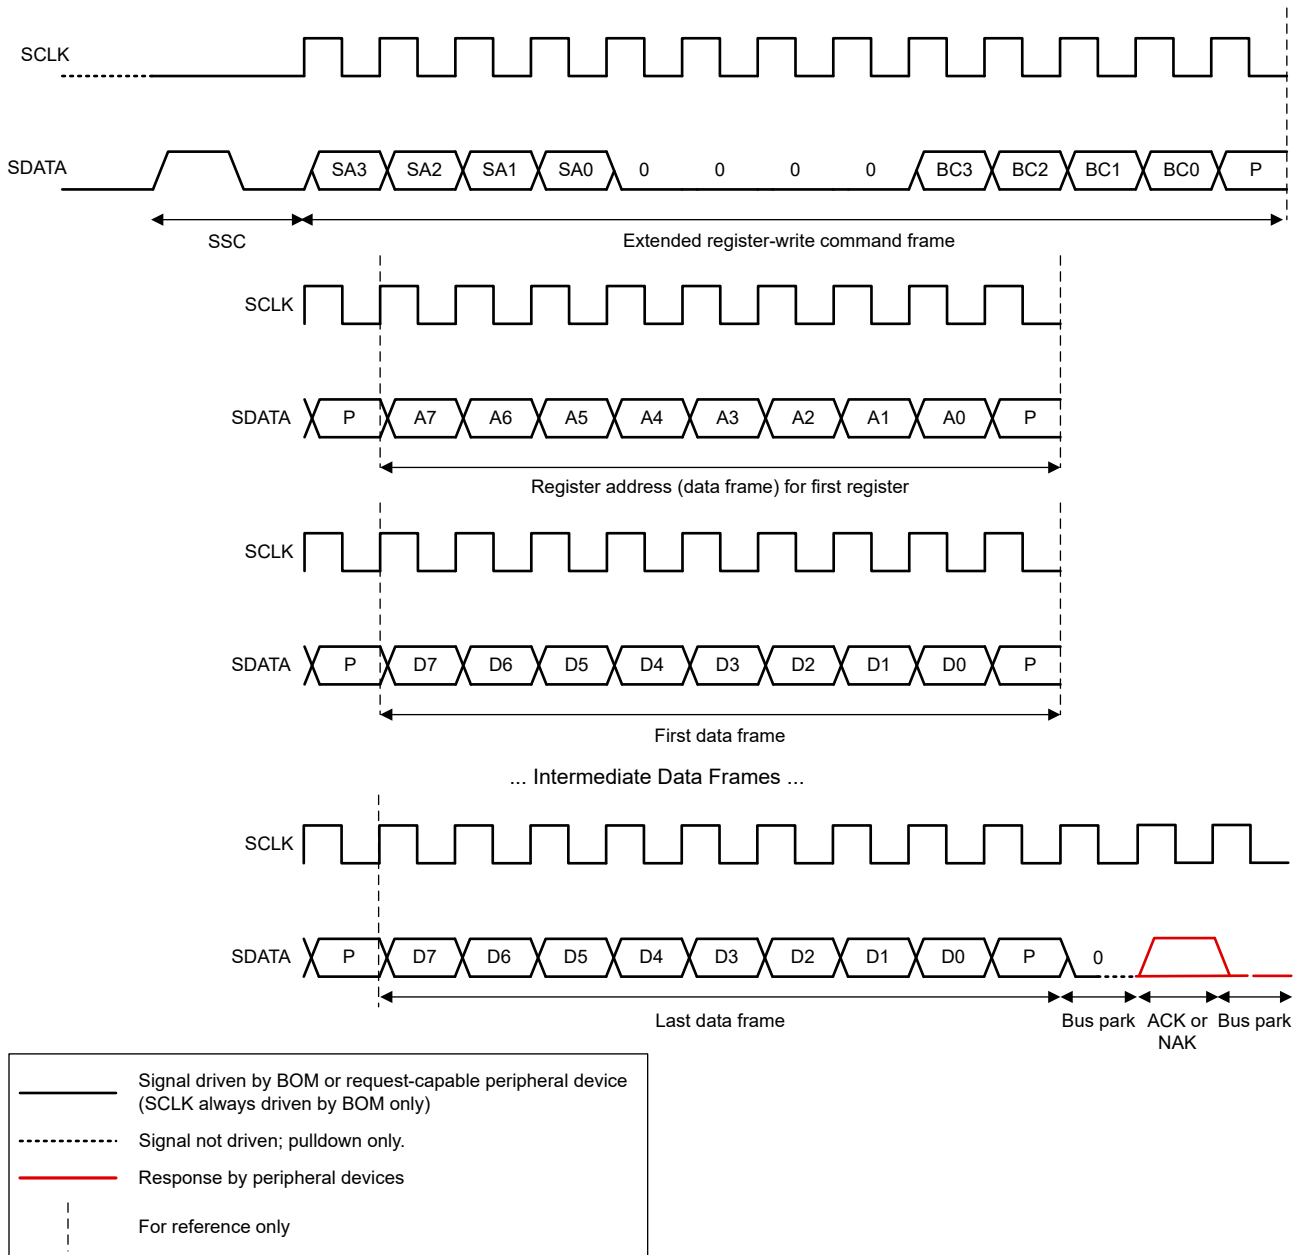 SCLK
SDATA SA3 SA2 SA1 SA0 0 0 0 0 BC3 BC2 BC1 BC0 P
SSC Extended register-write command frame
SCLK
SDATA P A7 A6 A5 A4 A3 A2 A1 A0 P
Register address (data frame) for first register
SCLK
SDATA P D7 D6 D5 D4 D3 D2 D1 D0 P
First data frame
... Intermediate Data Frames ...
SCLK
SDATA P D7 D6 D5 D4 D3 D2 D1 D0 P 0
Last data frame Bus park ACK or Bus park
NAK
Signal driven by BOM or request-capable peripheral device
(SCLK always driven by BOM only)
Signal not driven; pulldown only.
Response by peripheral devices
For reference only